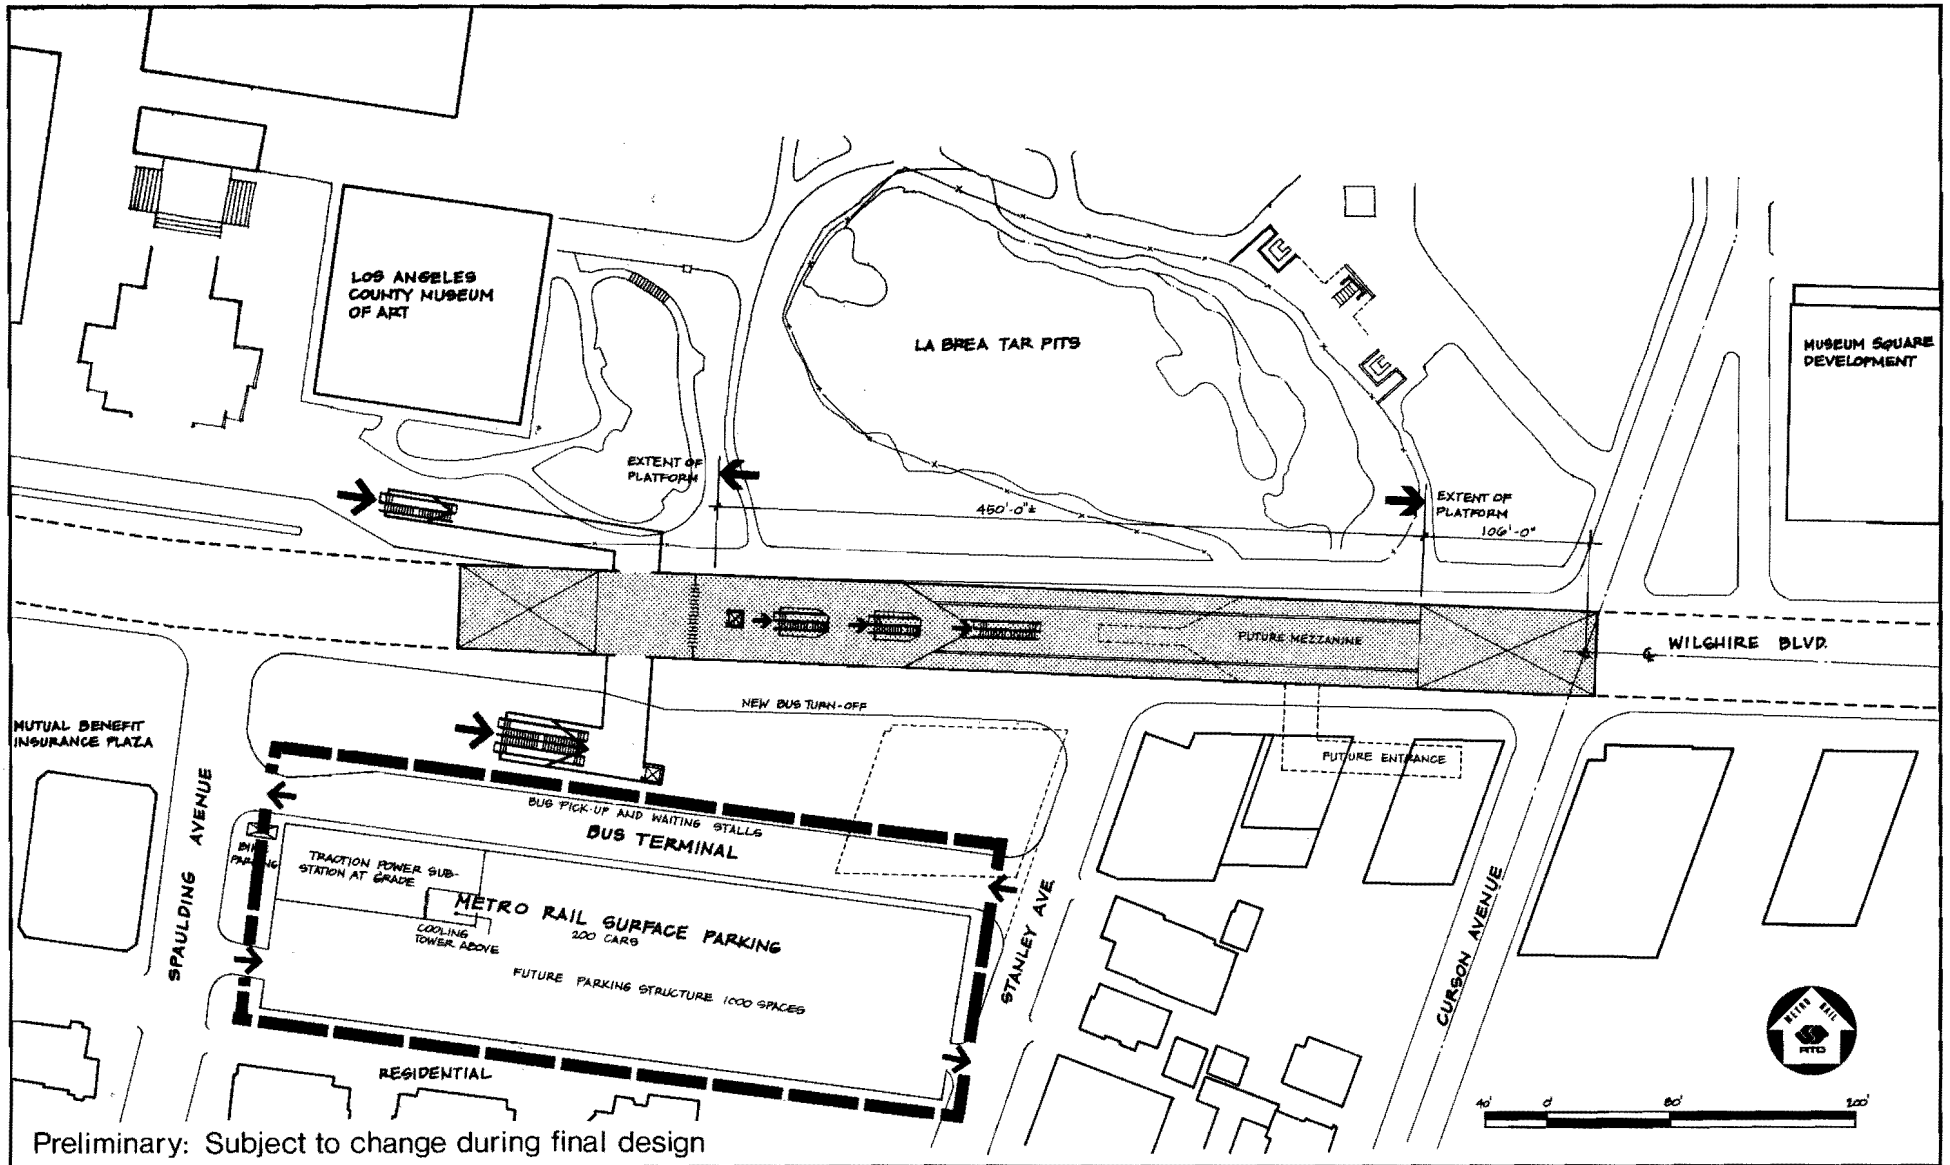 LOS ANGELES
COUNTY MUSEUM
OF ART
LA BREA TAR PITS
MUSEUM SQUARE
DEVELOPMENT
EXTENT OF
PLATFORM
450'-0"±
EXTENT OF
PLATFORM
106'-0"
FUTURE MEZZANINE
WILSHIRE BLVD.
NEW BUS TURN-OFF
MUTUAL BENEFIT
INSURANCE PLAZA
SPAULDING AVENUE
FUTURE ENTRANCE
BUS PICK-UP AND WAITING STALLS
BUS TERMINAL
BIKE
PARKING
TRACTION POWER SUB-
STATION AT GRADE
METRO RAIL SURFACE PARKING
200 CARS
COOLING
TOWER ABOVE
FUTURE PARKING STRUCTURE 1000 SPACES
STANLEY AVE.
CURSON AVENUE
RESIDENTIAL
METRO RAIL
RTD
40' 0' 80' 200'
Preliminary: Subject to change during final design